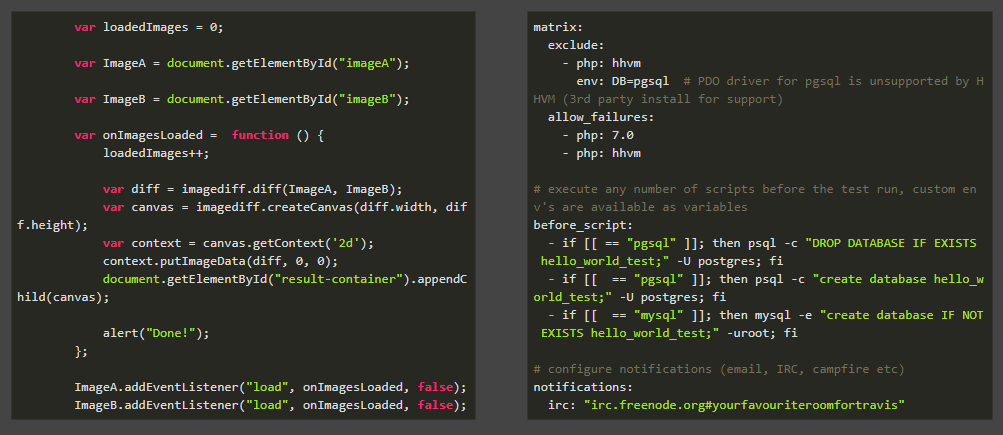 var loadedImages = 0;
var ImageA = document.getElementById("imageA");
var ImageB = document.getElementById("imageB");
var onImagesLoaded =  function () {
loadedImages++;
var diff = imagediff.diff(ImageA, ImageB);
var canvas = imagediff.createCanvas(diff.width, dif
f.height);
var context = canvas.getContext('2d');
context.putImageData(diff, 0, 0);
document.getElementById("result-container").appendC
hild(canvas);
alert("Done!");
};
ImageA.addEventListener("load", onImagesLoaded, false);
ImageB.addEventListener("load", onImagesLoaded, false);
matrix:
exclude:
- php: hhvm
env: DB=pgsql  # PDO driver for pgsql is unsupported by H
HVM (3rd party install for support)
allow_failures:
- php: 7.0
- php: hhvm
# execute any number of scripts before the test run, custom en
v's are available as variables
before_script:
- if [[ == "pgsql" ]]; then psql -c "DROP DATABASE IF EXISTS
hello_world_test;" -U postgres; fi
- if [[  == "pgsql" ]]; then psql -c "create database hello_w
orld_test;" -U postgres; fi
- if [[  == "mysql" ]]; then mysql -e "create database IF NOT
EXISTS hello_world_test;" -uroot; fi
# configure notifications (email, IRC, campfire etc)
notifications:
irc: "irc.freenode.org#yourfavouriteroomfortravis"